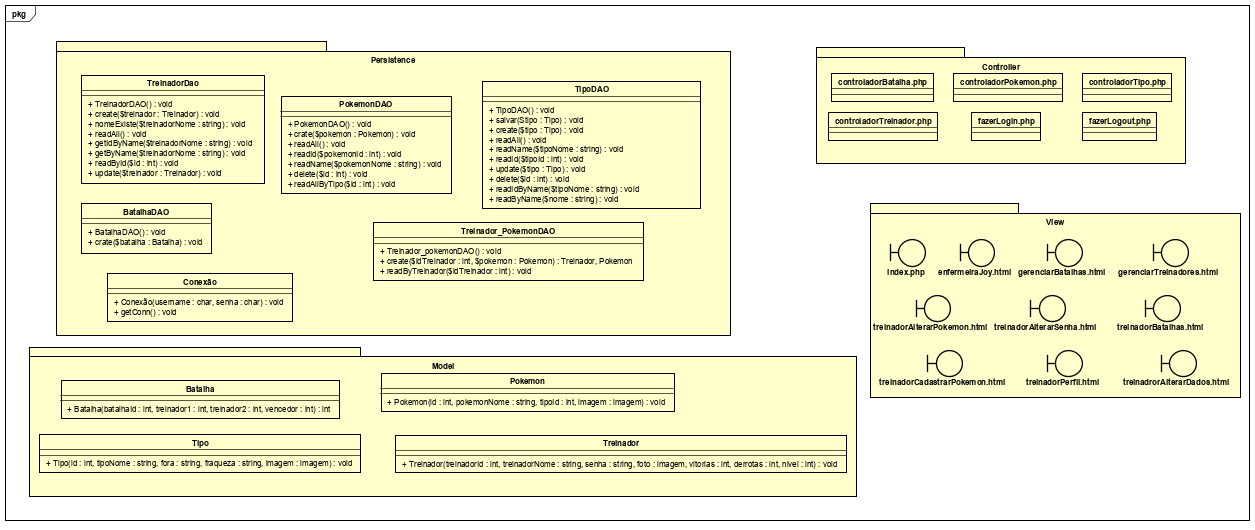 pkg
Persistence
TreinadorDao
+ TreinadorDAO() : void
+ create($treinador : Treinador) : void
+ nomeExiste($treinadorNome : string) : void
+ readAll() : void
+ getIdByName($treinadorNome : string) : void
+ getByName($treinadorNome : string) : void
+ readById($id : int) : void
+ update($treinador : Treinador) : void
PokemonDAO
+ PokemonDAO() : void
+ crate($pokemon : Pokemon) : void
+ readAll() : void
+ readId($pokemonId : int) : void
+ readName($pokemonNome : string) : void
+ delete($id : int) : void
+ readAllByTipo($id : int) : void
TipoDAO
+ TipoDAO() : void
+ salvar($tipo : Tipo) : void
+ create($tipo : Tipo) : void
+ readAll() : void
+ readName($tipoNome : string) : void
+ readId($tipoId : int) : void
+ update($tipo : Tipo) : void
+ delete($id : int) : void
+ readIdByName($tipoNome : string) : void
+ readByName($nome : string) : void
BatalhaDAO
+ BatalhaDAO() : void
+ crate($batalha : Batalha) : void
Treinador_PokemonDAO
+ Treinador_pokemonDAO() : void
+ create($idTreinador : int, $pokemon : Pokemon) : Treinador, Pokemon
+ readByTreinador($idTreinador : int) : void
Conexão
+ Conexão(username : char, senha : char) : void
+ getConn() : void
Controller
controladorBatalha.php
controladorPokemon.php
controladorTipo.php
controladorTreinador.php
fazerLogin.php
fazerLogout.php
View
index.php
enfermeiraJoy.html
gerenciarBatalhas.html
gerenciarTreinadores.html
treinadorAlterarPokemon.html
treinadorAlterarSenha.html
treinadorBatalhas.html
treinadorCadastrarPokemon.html
treinadorPerfil.html
treinadrorAlterarDados.html
Model
Batalha
+ Batalha(batalhaId : int, treinador1 : int, treinador2 : int, vencedor : int) : int
Pokemon
+ Pokemon(id : int, pokemonNome : string, tipoId : int, imagem : imagem) : void
Tipo
+ Tipo(id : int, tipoNome : string, fora : string, fraqueza : string, imagem : imagem) : void
Treinador
+ Treinador(treinadorId : int, treinadorNome : string, senha : string, foto : imagem, vitorias : int, derrotas : int, nivel : int) : void